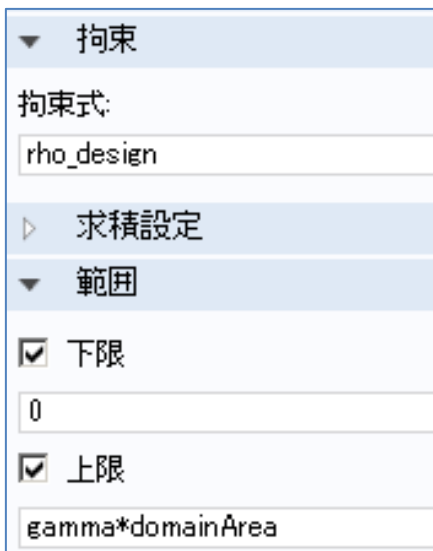 拘束
拘束式:
rho_design
求積設定
範囲
下限
0
上限
gamma*domainArea